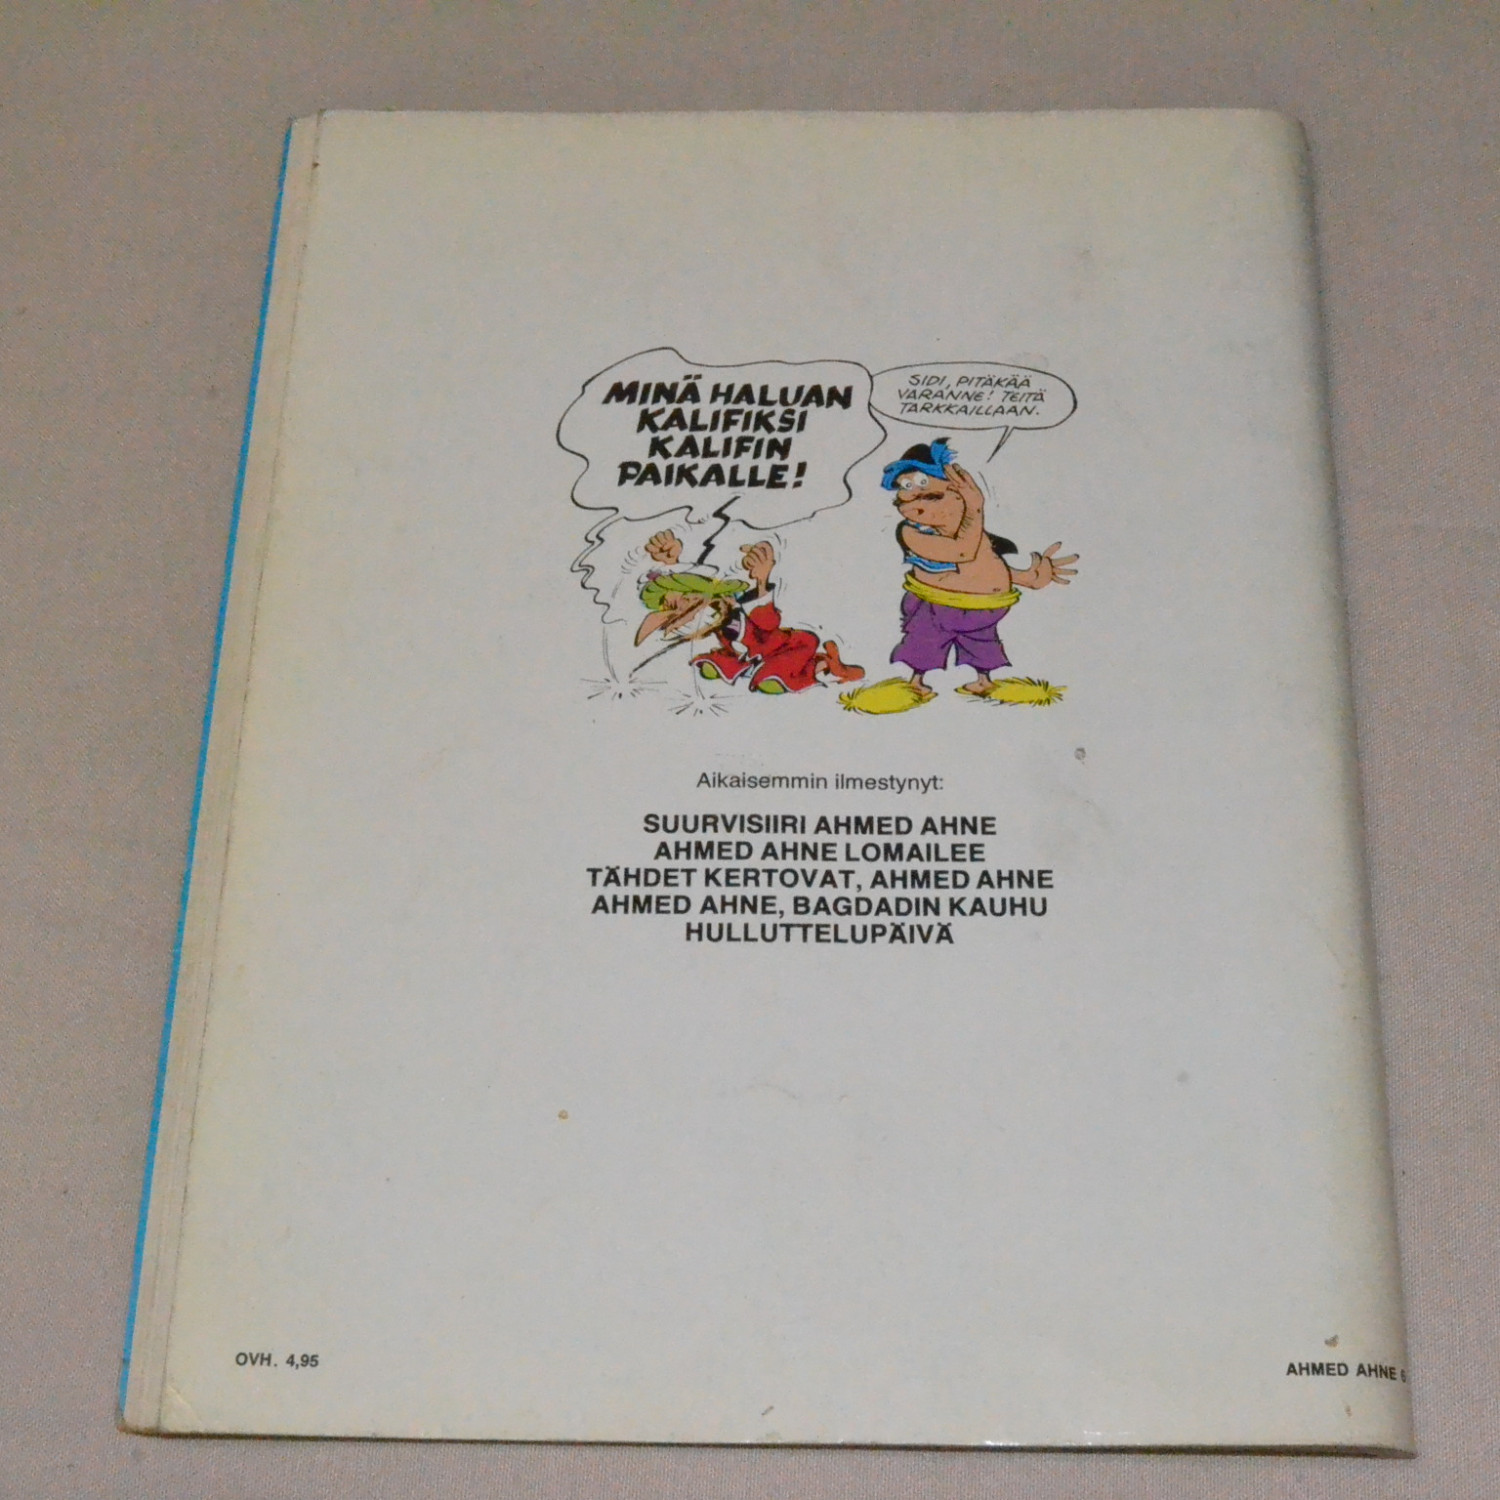 MINÄ HALUAN
KALIFIKSI
KALIFIN
PAIKALLE!
SIDI, PITÄKÄÄ
VARANNE! TEITÄ
TARKKAILLAAN.
Aikaisemmin ilmestynyt:
SUURVISIIRI AHMED AHNE
AHMED AHNE LOMAILEE
TÄHDET KERTOVAT, AHMED AHNE
AHMED AHNE, BAGDADIN KAUHU
HULLUTTELUPÄIVÄ
OVH. 4,95
AHMED AHNE 6